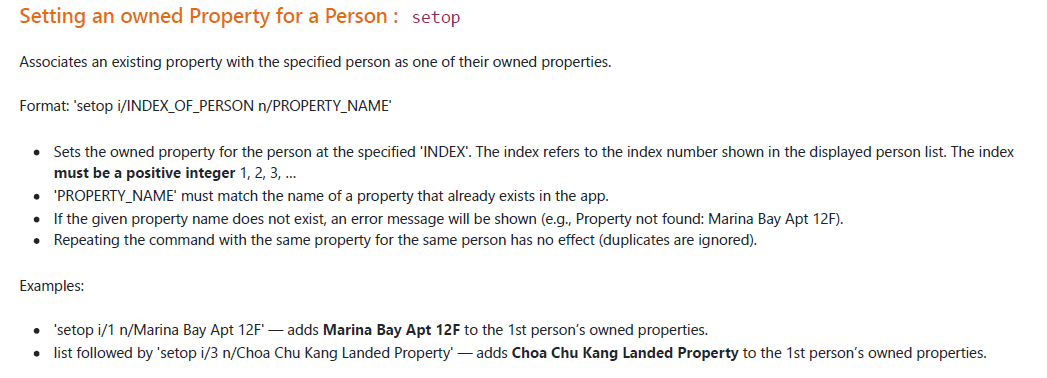 Setting an owned Property for a Person : setop
Associates an existing property with the specified person as one of their owned properties.
Format: 'setop i/INDEX_OF_PERSON n/PROPERTY_NAME'
• Sets the owned property for the person at the specified 'INDEX'. The index refers to the index number shown in the displayed person list. The index
must be a positive integer 1, 2, 3, …
• 'PROPERTY_NAME' must match the name of a property that already exists in the app.
• If the given property name does not exist, an error message will be shown (e.g., Property not found: Marina Bay Apt 12F).
• Repeating the command with the same property for the same person has no effect (duplicates are ignored).
Examples:
• 'setop i/1 n/Marina Bay Apt 12F' — adds Marina Bay Apt 12F to the 1st person's owned properties.
• list followed by 'setop i/3 n/Choa Chu Kang Landed Property' — adds Choa Chu Kang Landed Property to the 1st person's owned properties.